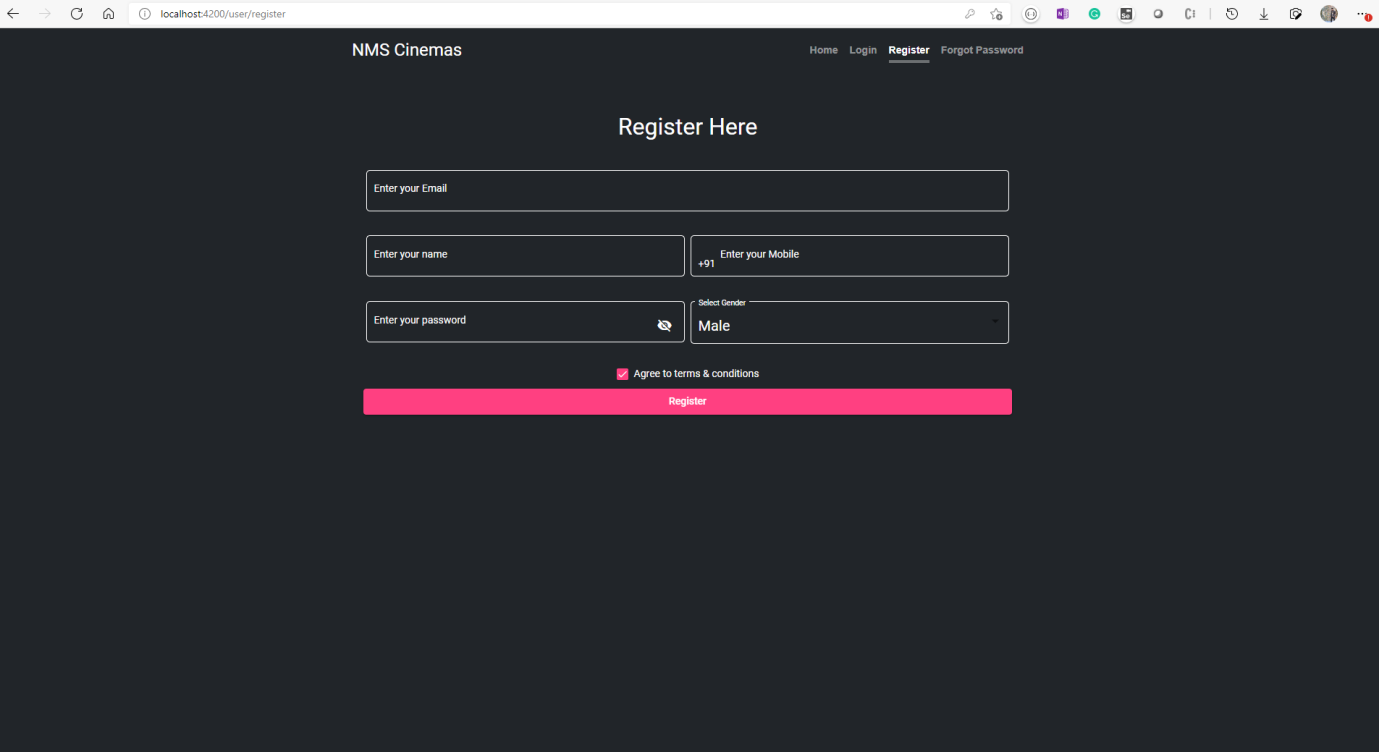 localhost:4200/user/register
NMS Cinemas
Home Login Register Forgot Password
Register Here
Enter your Email
Enter your name
+91 Enter your Mobile
Enter your password
Select Gender
Male
Agree to terms & conditions
Register